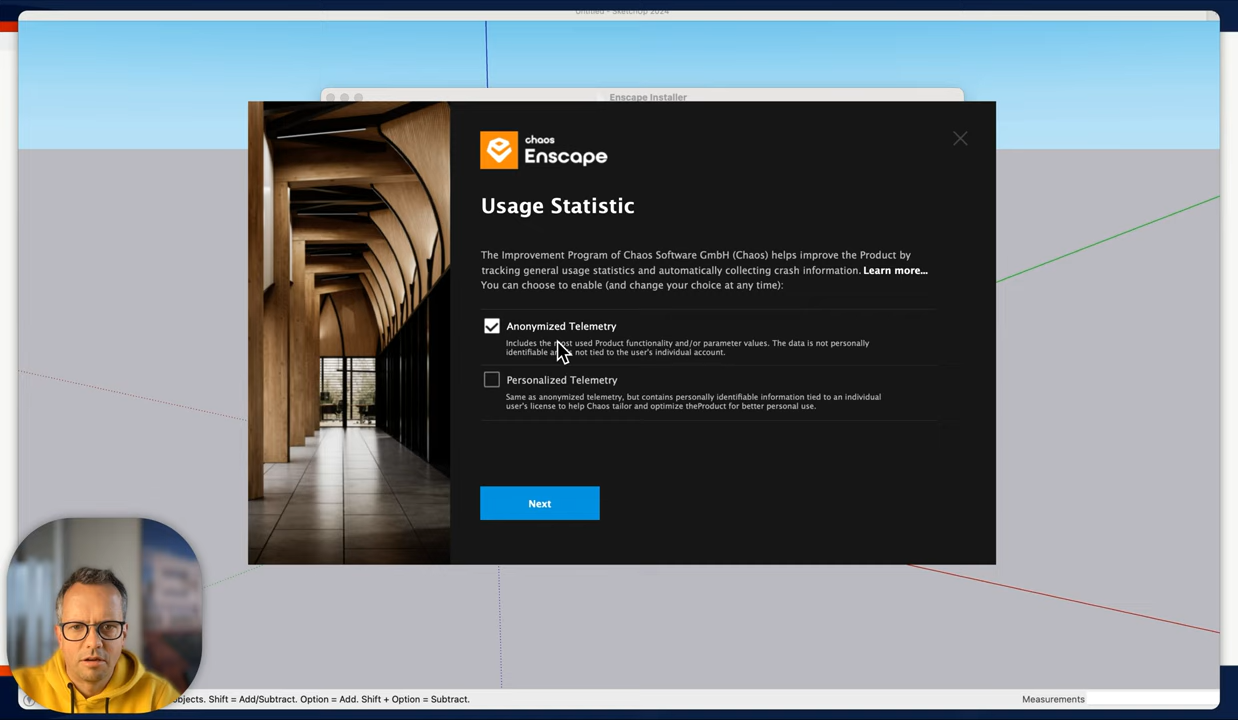 Untitled - SketchUp 2024
Enscape Installer
chaos
Enscape
Usage Statistic
The Improvement Program of Chaos Software GmbH (Chaos) helps improve the Product by
tracking general usage statistics and automatically collecting crash information. Learn more...
You can choose to enable (and change your choice at any time):
Anonymized Telemetry
Includes the most used Product functionality and/or parameter values. The data is not personally
identifiable not tied to the user's individual account.
Personalized Telemetry
Same as anonymized telemetry, but contains personally identifiable information tied to an individual
user's license to help Chaos tailor and optimize theProduct for better personal use.
Next
Shift = Add/Subtract. Option = Add. Shift + Option = Subtract.
Measurements